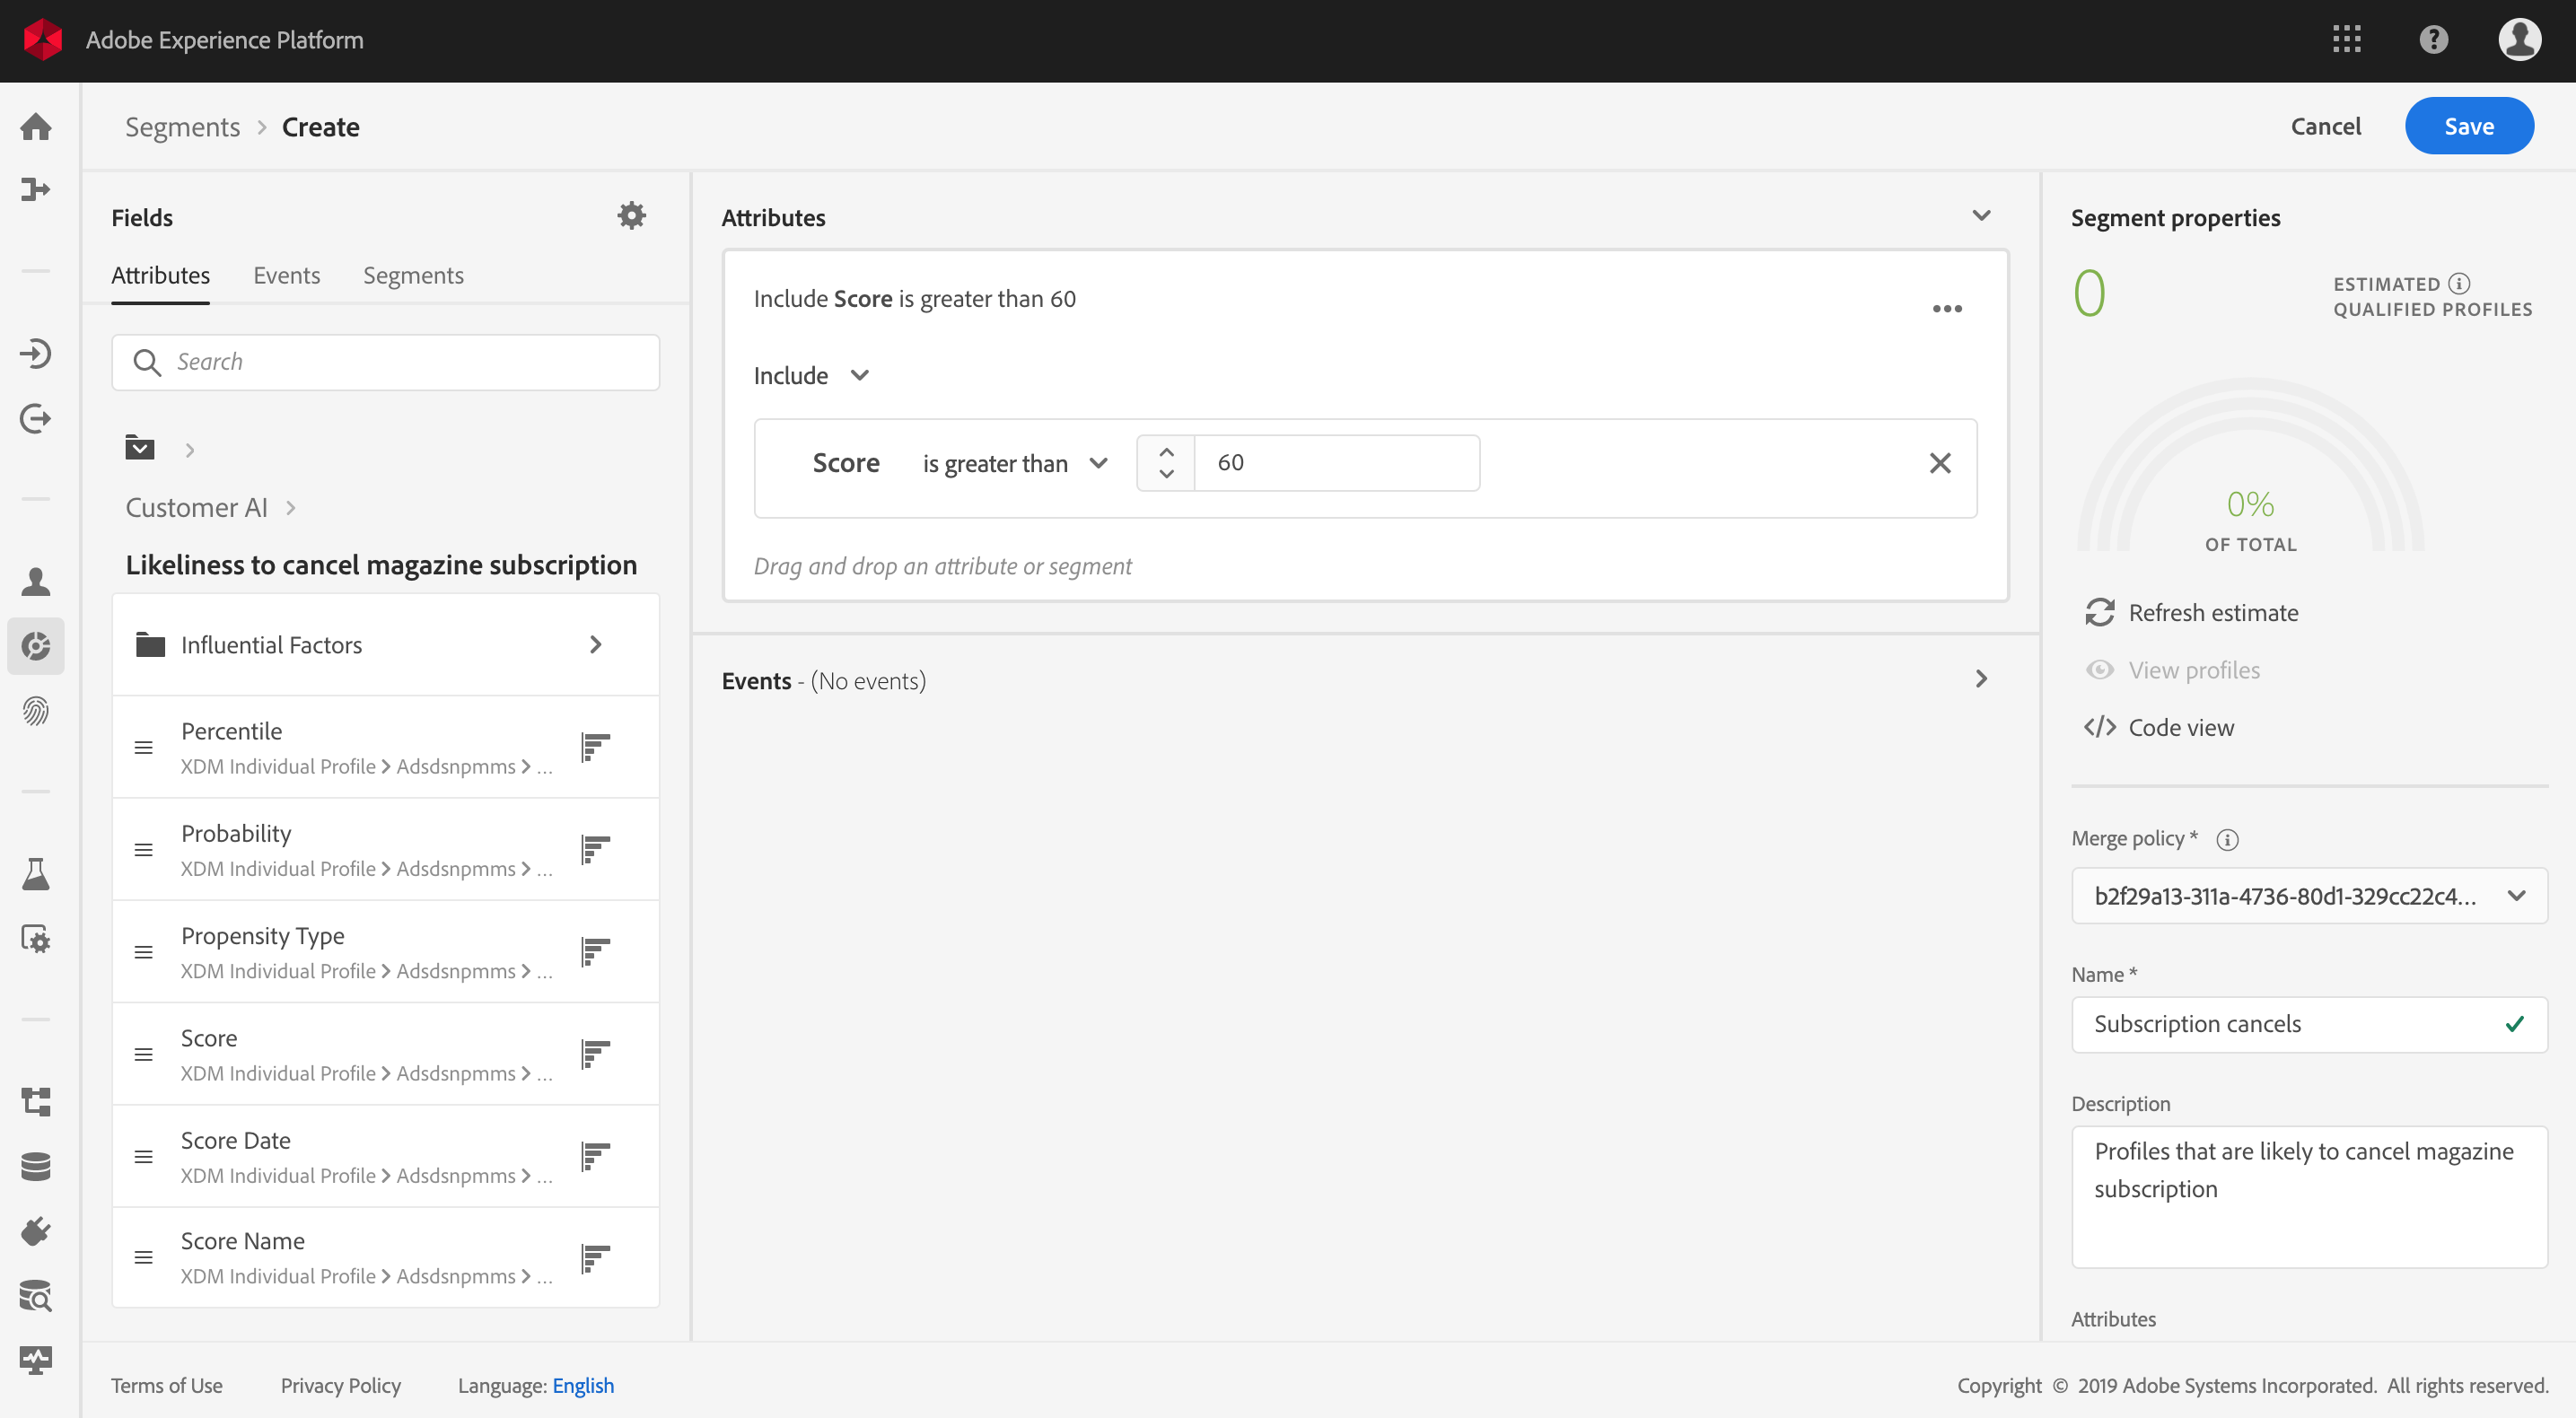 Adobe Experience Platform
Segments > Create
Cancel
Save
Fields
Attributes
Events
Segments
Search
Customer AI >
Likeliness to cancel magazine subscription
Influential Factors
Percentile
XDM Individual Profile > Adsdsnpmms > ...
Probability
XDM Individual Profile > Adsdsnpmms > ...
Propensity Type
XDM Individual Profile > Adsdsnpmms > ...
Score
XDM Individual Profile > Adsdsnpmms > ...
Score Date
XDM Individual Profile > Adsdsnpmms > ...
Score Name
XDM Individual Profile > Adsdsnpmms > ...
Attributes
Include Score is greater than 60
Include
Score is greater than 60
Drag and drop an attribute or segment
Events - (No events)
Segment properties
0
ESTIMATED
QUALIFIED PROFILES
0%
OF TOTAL
Refresh estimate
View profiles
Code view
Merge policy *
b2f29a13-311a-4736-80d1-329cc22c4...
Name *
Subscription cancels
Description
Profiles that are likely to cancel magazine
subscription
Attributes
Terms of Use
Privacy Policy
Language: English
Copyright © 2019 Adobe Systems Incorporated. All rights reserved.